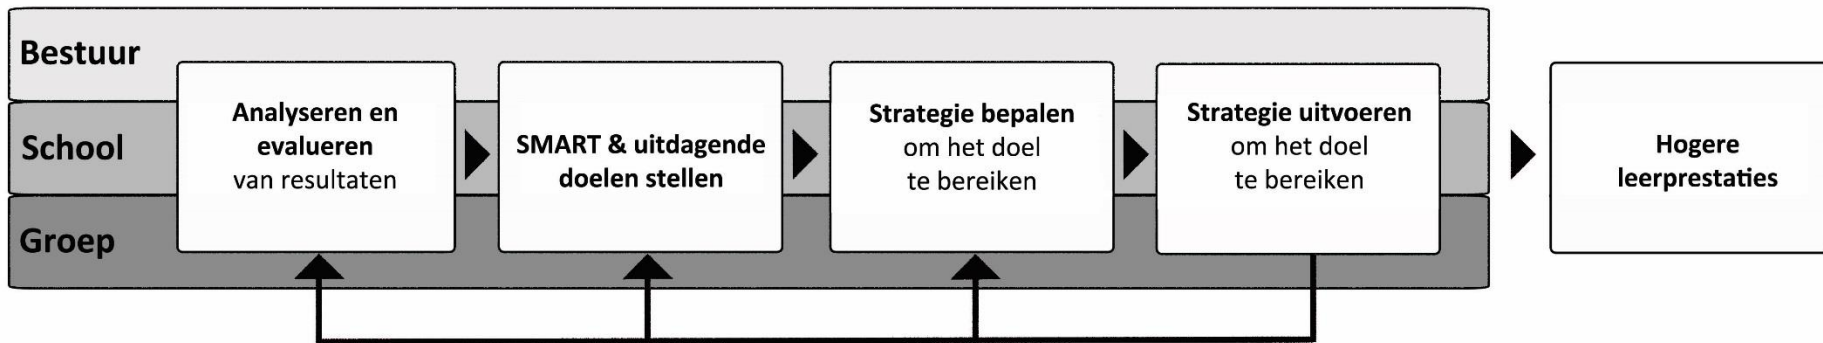 Bestuur
School
Groep
Analyseren en
evalueren
van resultaten
SMART & uitdagende
doelen stellen
Strategie bepalen
om het doel
te bereiken
Strategie uitvoeren
om het doel
te bereiken
Hogere
leerprestaties